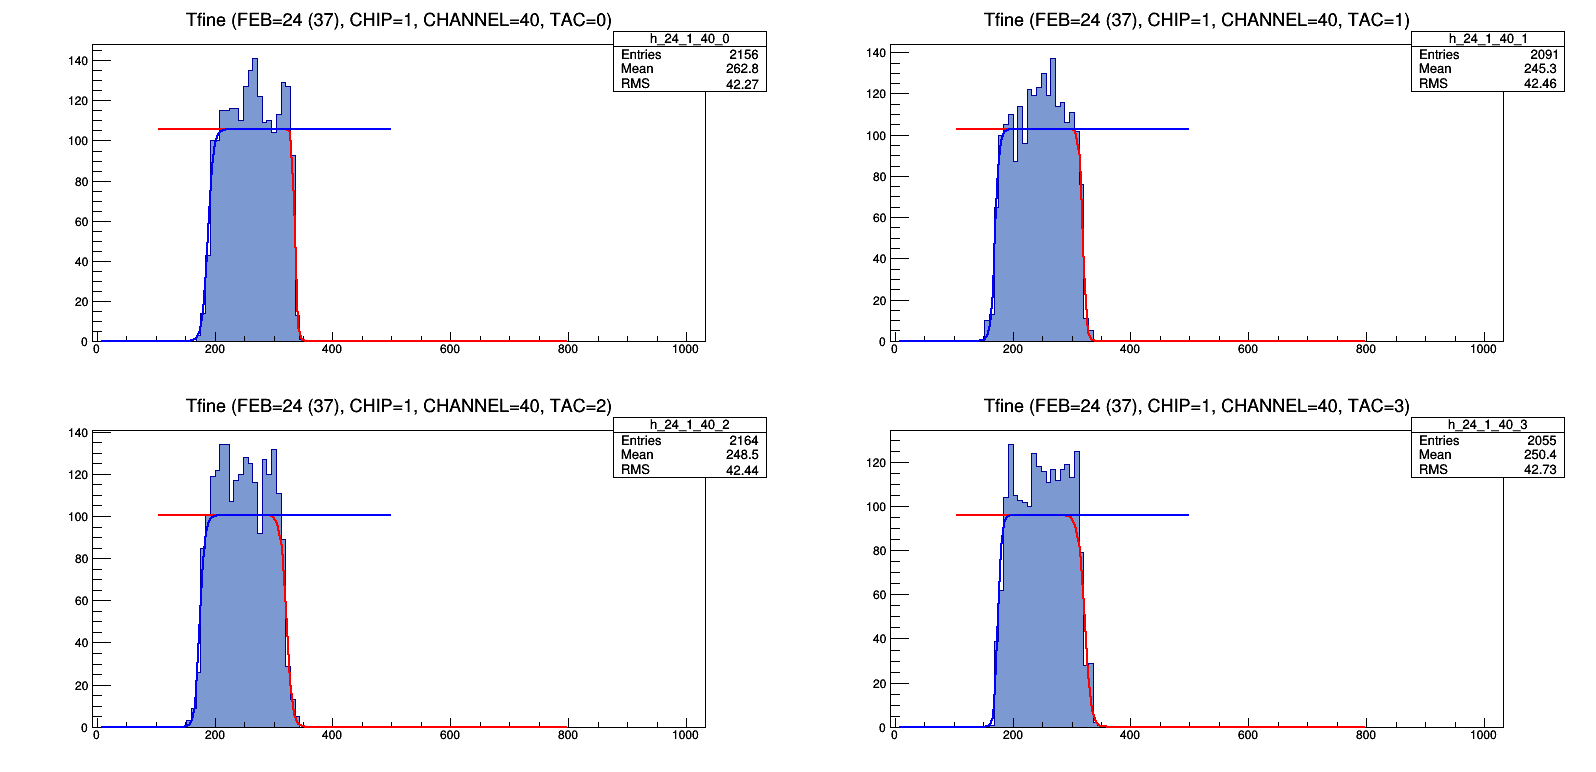 Tfine (FEB=24 (37), CHIP=1, CHANNEL=40, TAC=0)
h_24_1_40_0
Entries 2156
Mean 262.8
RMS 42.27
140
120
100
80
60
40
20
0
0 200 400 600 800 1000
Tfine (FEB=24 (37), CHIP=1, CHANNEL=40, TAC=1)
h_24_1_40_1
Entries 2091
Mean 245.3
RMS 42.46
140
120
100
80
60
40
20
0
0 200 400 600 800 1000
Tfine (FEB=24 (37), CHIP=1, CHANNEL=40, TAC=2)
h_24_1_40_2
Entries 2164
Mean 248.5
RMS 42.44
140
120
100
80
60
40
20
0
0 200 400 600 800 1000
Tfine (FEB=24 (37), CHIP=1, CHANNEL=40, TAC=3)
h_24_1_40_3
Entries 2055
Mean 250.4
RMS 42.73
120
100
80
60
40
20
0
0 200 400 600 800 1000